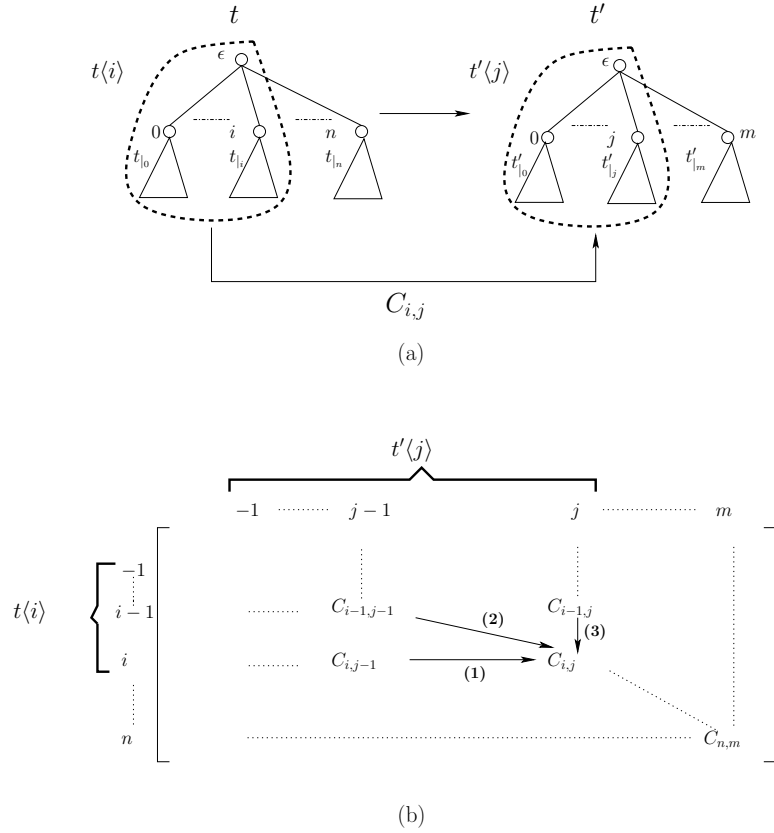 t t′
t⟨i⟩ ϵ t′⟨j⟩ ϵ
0 i n 0 j m
t|₀ t|ᵢ t|ₙ t′|₀ t′|ⱼ t′|ₘ
C_{i,j}
(a)
t′⟨j⟩
−1 j − 1 j m
−1
t⟨i⟩ i − 1 C_{i−1,j−1} C_{i−1,j}
(2) (3)
i C_{i,j−1} C_{i,j}
(1)
n C_{n,m}
(b)